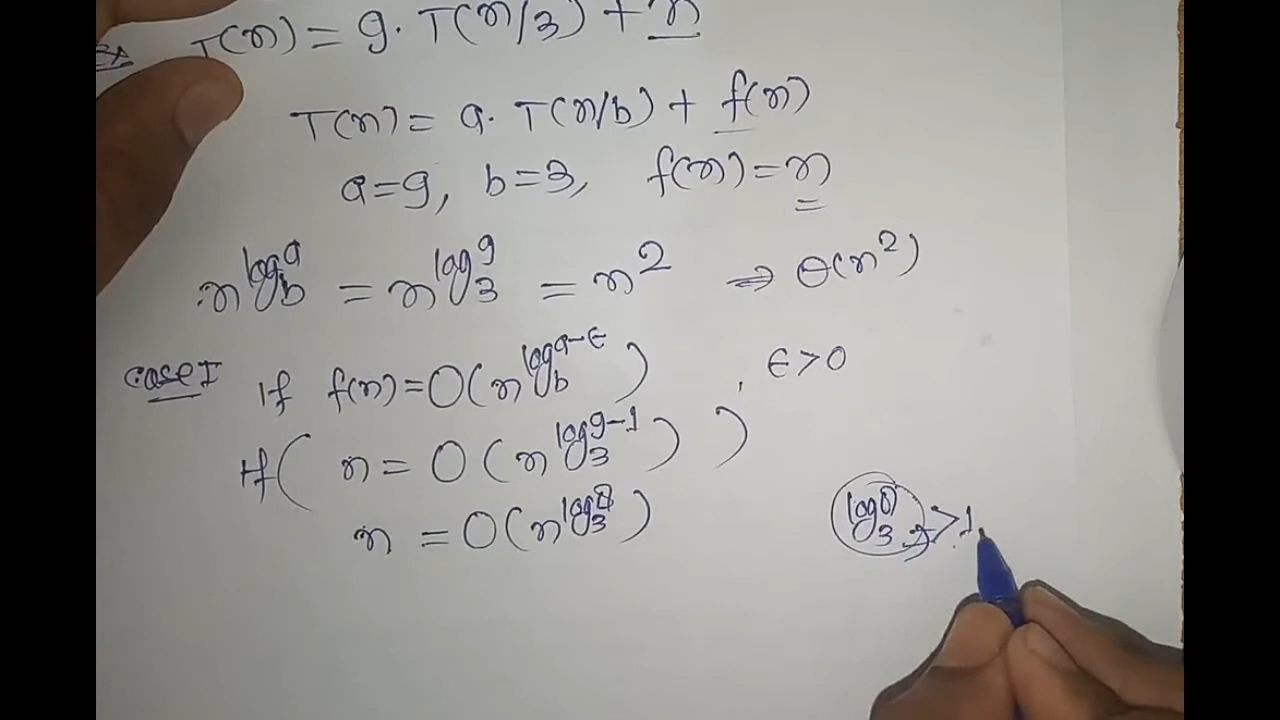 Ex T(n) = 9. T(n/3) + n
T(n) = a. T(n/b) + f(n)
a=9, b=3, f(n)=n
n^{log_b a} = n^{log_3 9} = n^2 ⇒ Θ(n^2)
Case I If f(n)=O(n^{log_b a-ϵ}), ϵ>0
If( n = O(n^{log_3 9-1}) )
n = O(n^{log_3 8})
log_3 8 > 1